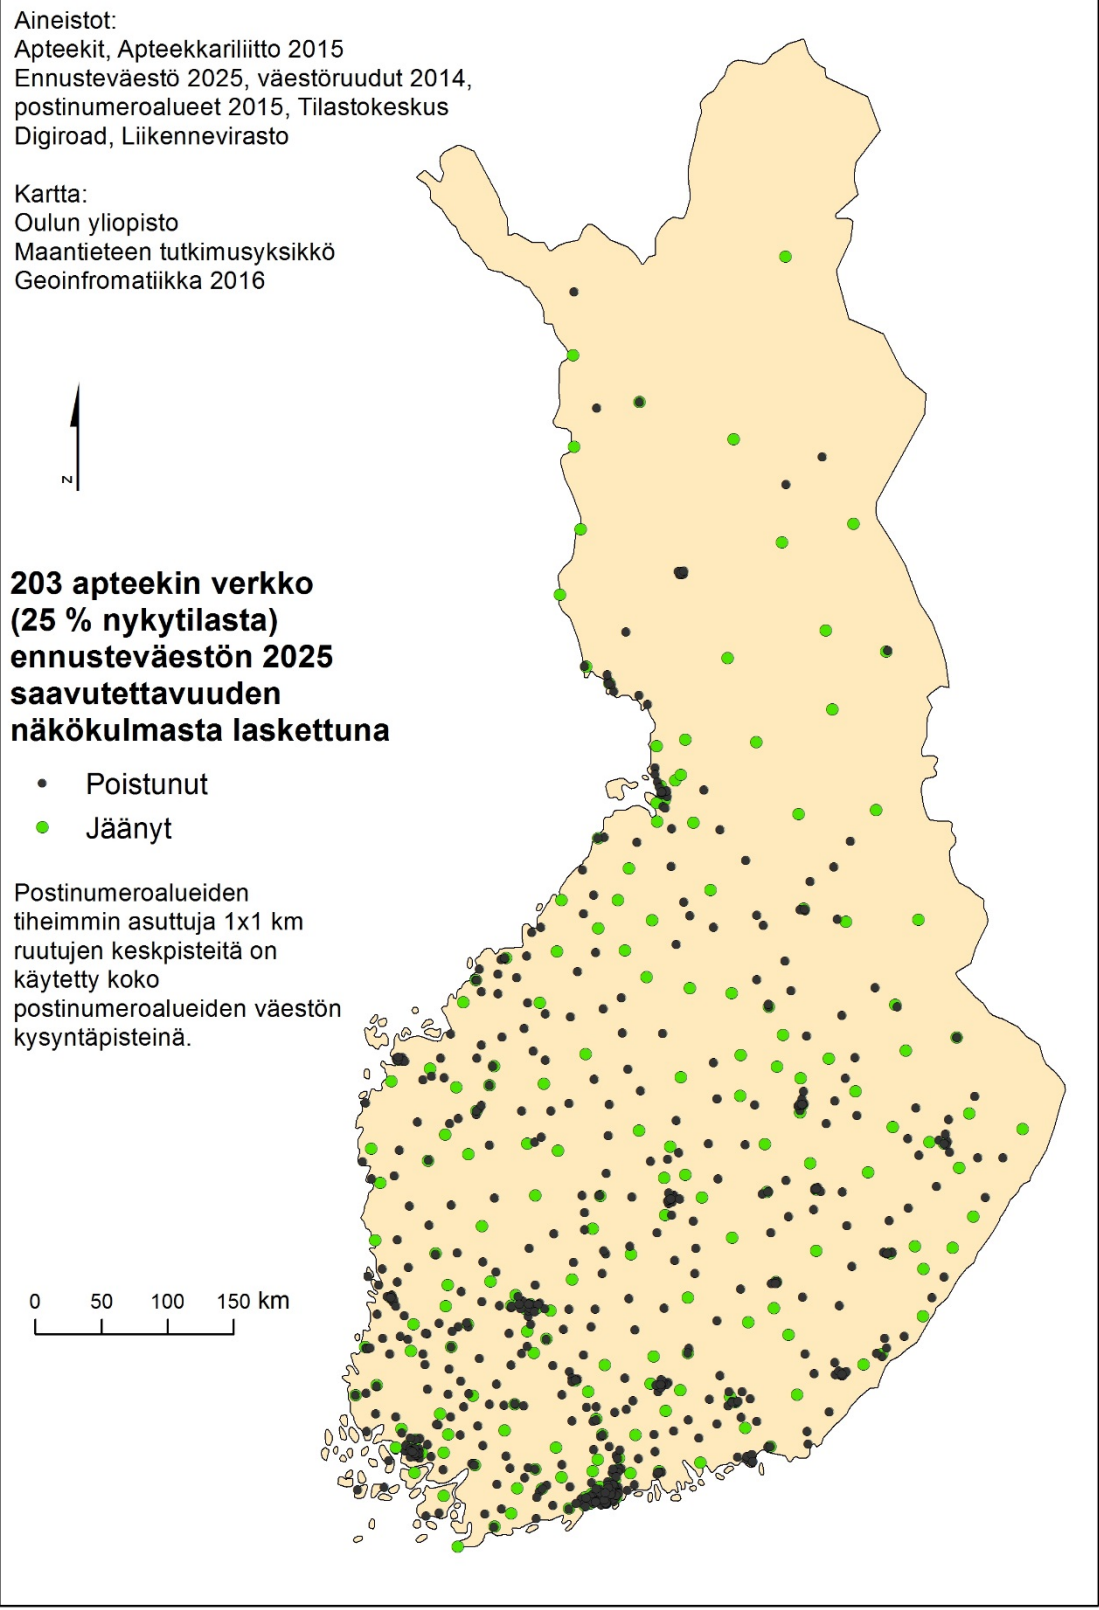 Aineistot:
Apteekit, Apteekkariliitto 2015
Ennusteväestö 2025, väestöruudut 2014,
postinumeroalueet 2015, Tilastokeskus
Digiroad, Liikennevirasto
Kartta:
Oulun yliopisto
Maantieteen tutkimusyksikkö
Geoinfromatiikka 2016
N
203 apteekin verkko
(25 % nykytilasta)
ennusteväestön 2025
saavutettavuuden
näkökulmasta laskettuna
Poistunut
Jäänyt
Postinumeroalueiden
tiheimmin asuttuja 1x1 km
ruutujen keskpisteitä on
käytetty koko
postinumeroalueiden väestön
kysyntäpisteinä.
0 50 100 150 km